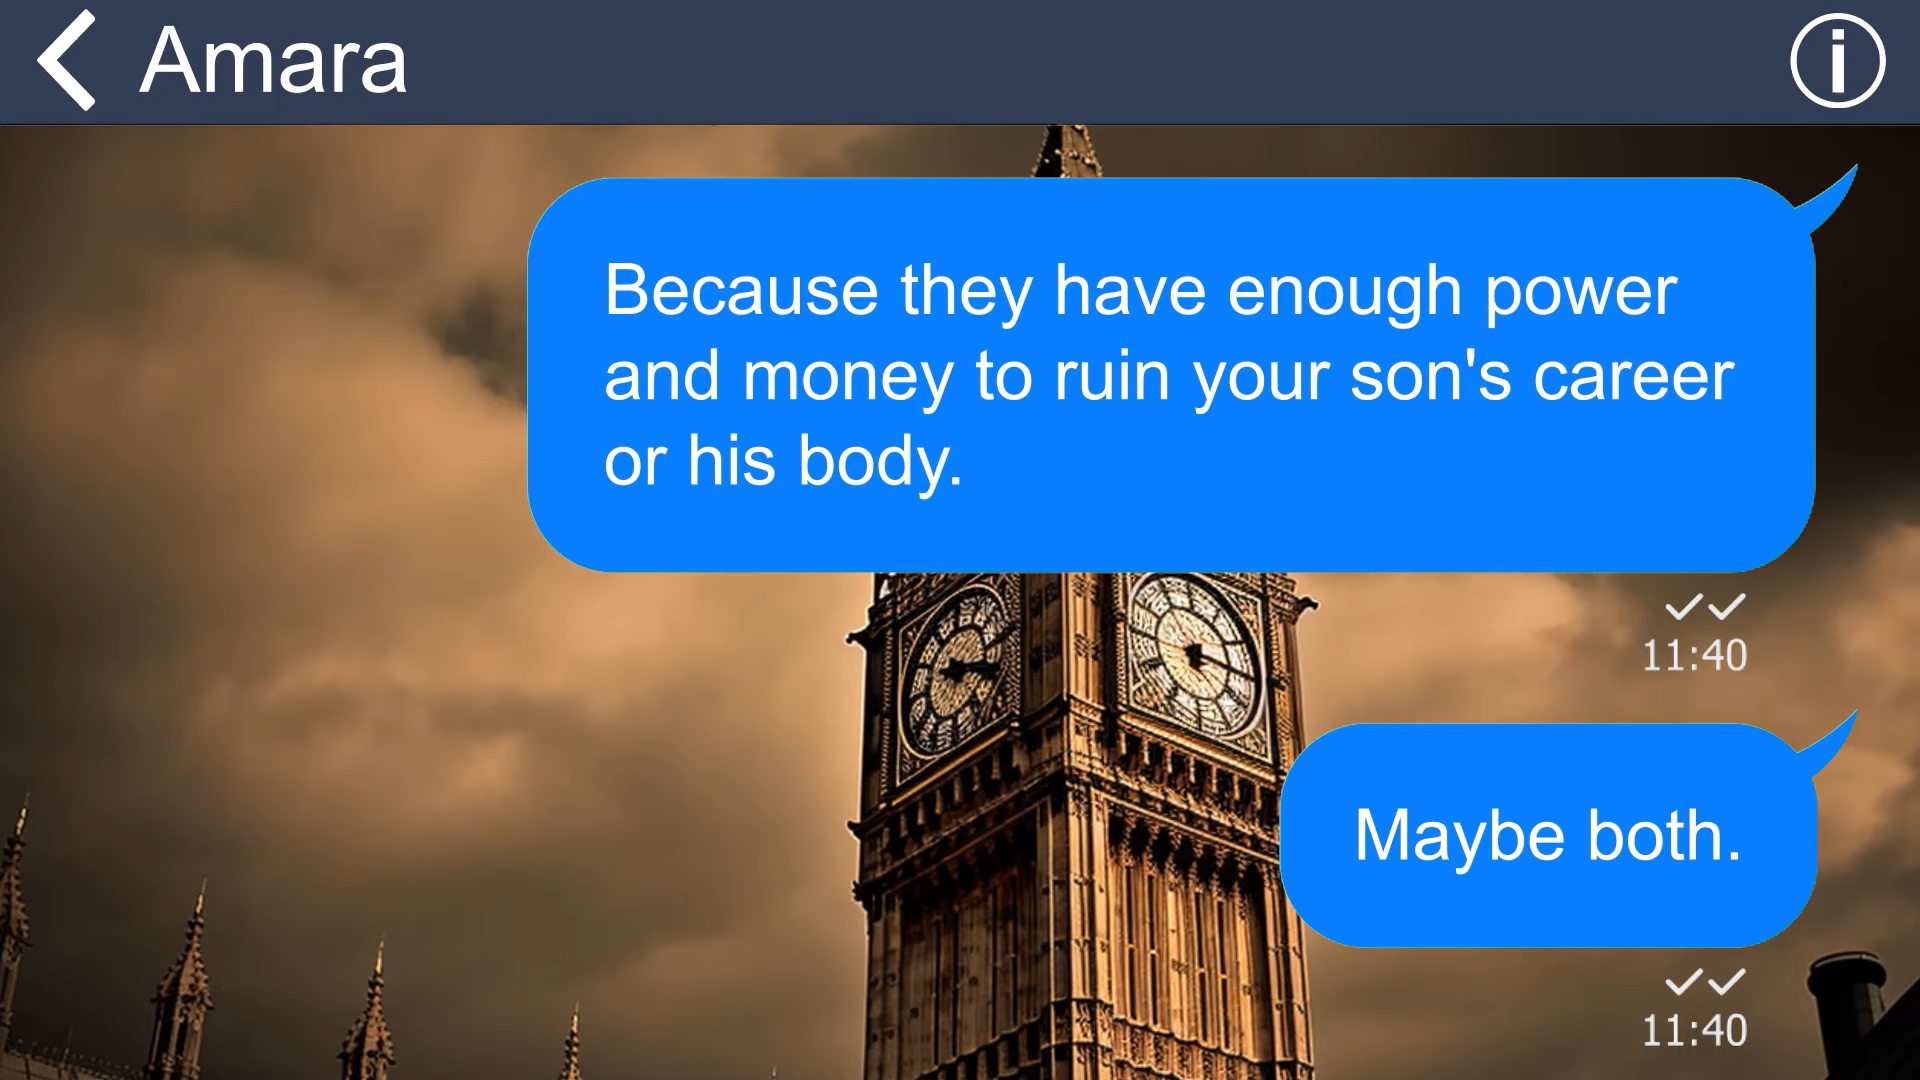 Amara
Because they have enough power
and money to ruin your son's career
or his body.
11:40
Maybe both.
11:40